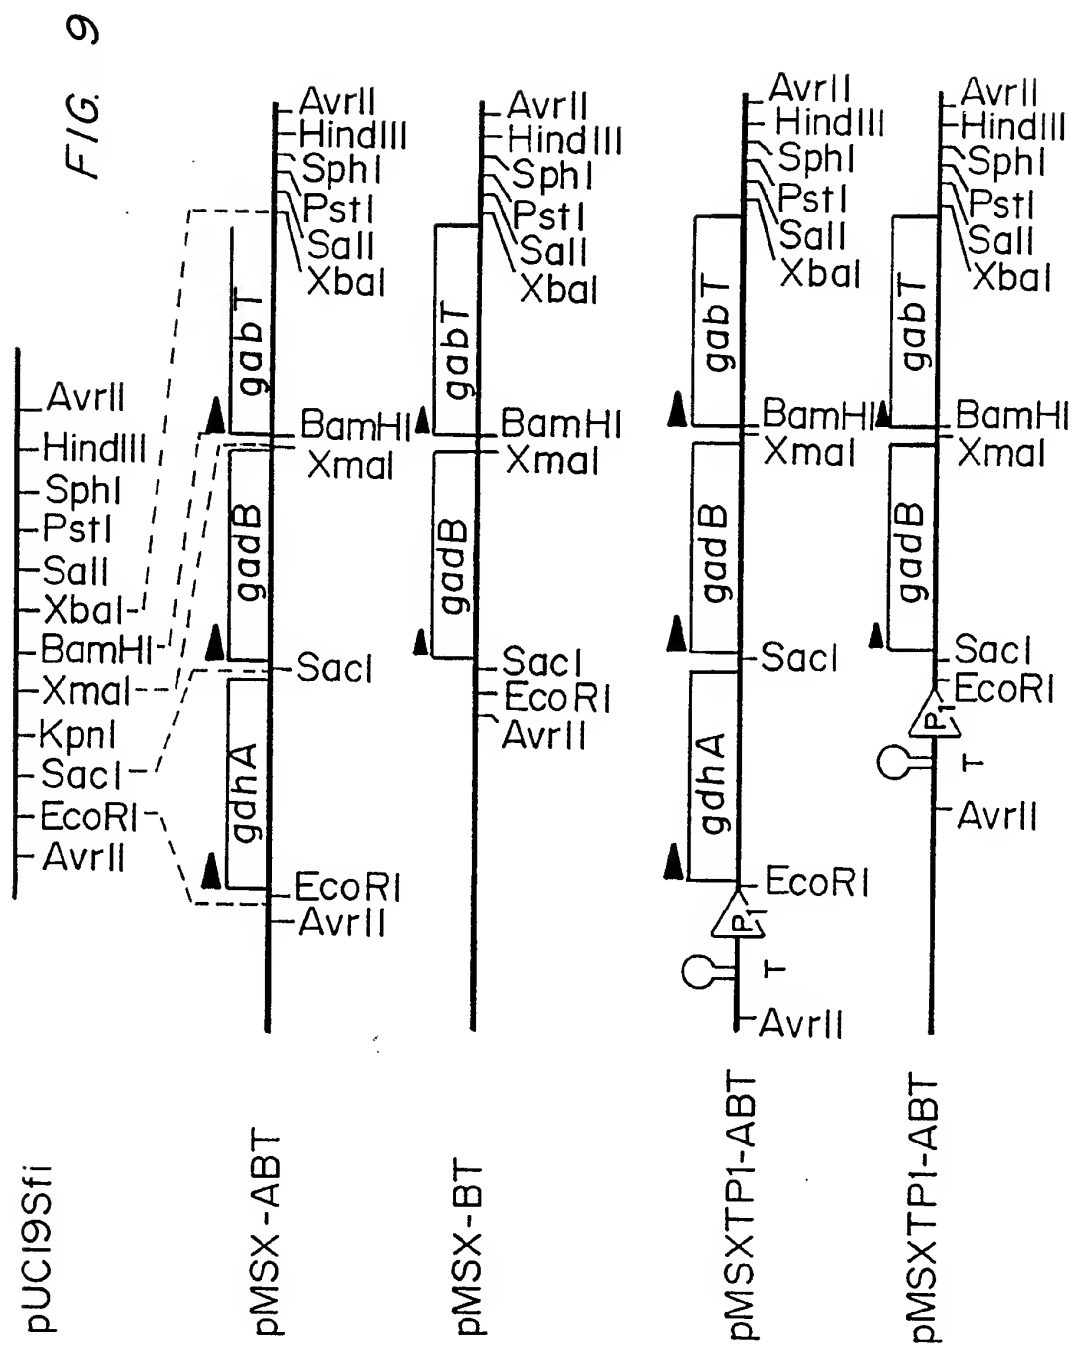 FIG. 9
pUC19Sfi
AvrII
EcoRI
SacI
KpnI
XmaI
BamHI
XbaI
SalI
PstI
SphI
HindIII
AvrII
pMSX-ABT
gdhA
gadB
gabT
AvrII
EcoRI
SacI
XmaI
BamHI
XbaI
SalI
PstI
SphI
HindIII
AvrII
pMSX-BT
gadB
gabT
AvrII
EcoRI
SacI
XmaI
BamHI
XbaI
SalI
PstI
SphI
HindIII
AvrII
pMSXTP1-ABT
gdhA
gadB
gabT
AvrII
T
P1
EcoRI
SacI
XmaI
BamHI
XbaI
SalI
PstI
SphI
HindIII
AvrII
pMSXTP1-ABT
gadB
gabT
AvrII
T
P1
EcoRI
SacI
XmaI
BamHI
XbaI
SalI
PstI
SphI
HindIII
AvrII